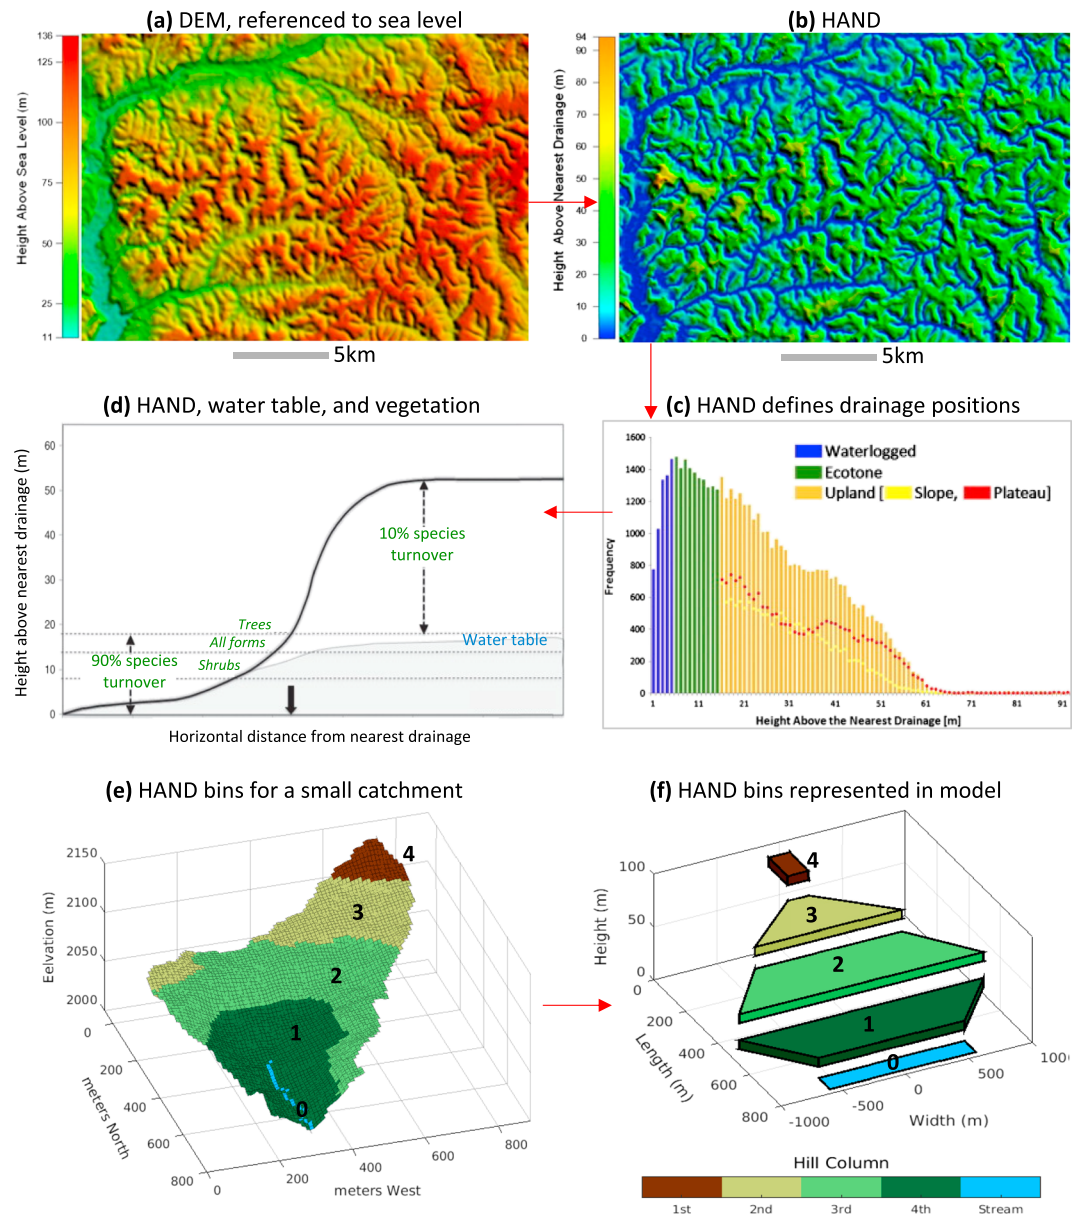 (a) DEM, referenced to sea level
136
125
100
75
50
25
11
Height Above Sea Level (m)
5km
(b) HAND
94
90
80
70
60
50
40
30
20
10
0
Height Above Nearest Drainage (m)
5km
(d) HAND, water table, and vegetation
60
50
40
30
20
10
0
Height above nearest drainage (m)
10% species
turnover
Trees
All forms
Shrubs
90% species
turnover
Water table
Horizontal distance from nearest drainage
(c) HAND defines drainage positions
1600
1400
1200
1000
800
600
400
200
0
Frequency
Waterlogged
Ecotone
Upland [ Slope, Plateau]
1 11 21 31 41 51 61 71 81 91
Height Above the Nearest Drainage [m]
(e) HAND bins for a small catchment
2150
2100
2050
2000
Eelvation (m)
4
3
2
1
0
0
200
400
600
800
meters North
0
200
400
600
800
meters West
(f) HAND bins represented in model
100
50
0
Height (m)
4
3
2
1
0
0
200
400
600
800
Length (m)
-1000
-500
0
500
100
Width (m)
Hill Column
1st 2nd 3rd 4th Stream